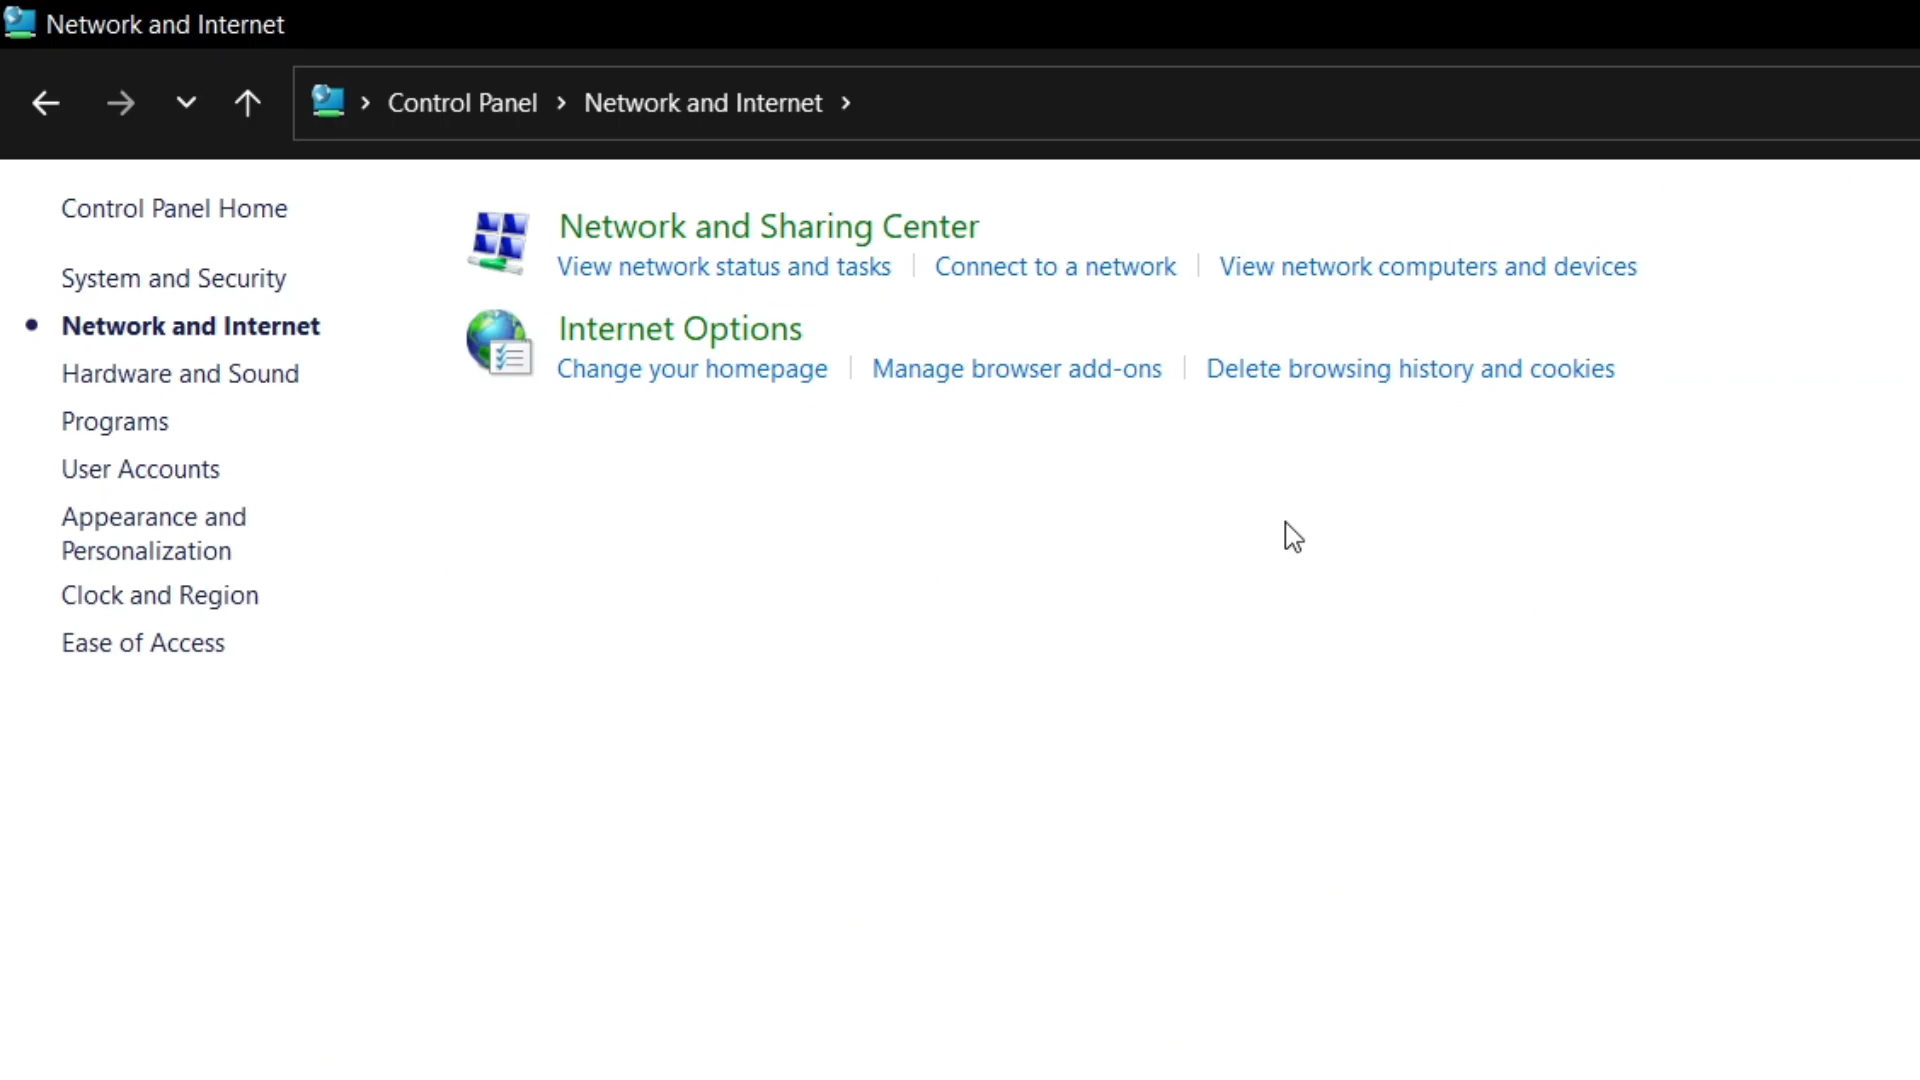 Network and Internet
Control Panel Network and Internet
Control Panel Home
System and Security
Network and Internet
Hardware and Sound
Programs
User Accounts
Appearance and
Personalization
Clock and Region
Ease of Access
Network and Sharing Center
View network status and tasks Connect to a network View network computers and devices
Internet Options
Change your homepage Manage browser add-ons Delete browsing history and cookies